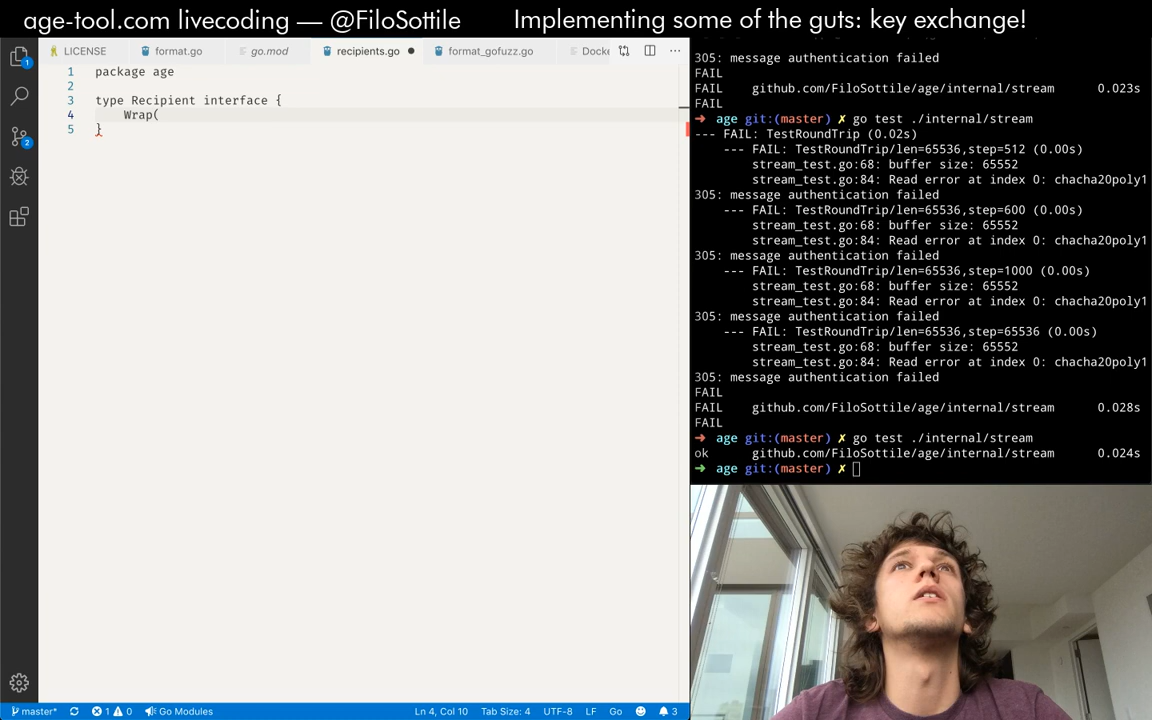 age-tool.com livecoding — @FiloSottile
Implementing some of the guts: key exchange!
LICENSE
format.go
go.mod
recipients.go
format_gofuzz.go
Docke
1 package age
2
3 type Recipient interface {
4 Wrap(
5 }
305: message authentication failed
FAIL
FAIL github.com/FiloSottile/age/internal/stream 0.023s
FAIL
➜ age git:(master) ✗ go test ./internal/stream
--- FAIL: TestRoundTrip (0.02s)
--- FAIL: TestRoundTrip/len=65536,step=512 (0.00s)
stream_test.go:68: buffer size: 65552
stream_test.go:84: Read error at index 0: chacha20poly1
305: message authentication failed
--- FAIL: TestRoundTrip/len=65536,step=600 (0.00s)
stream_test.go:68: buffer size: 65552
stream_test.go:84: Read error at index 0: chacha20poly1
305: message authentication failed
--- FAIL: TestRoundTrip/len=65536,step=1000 (0.00s)
stream_test.go:68: buffer size: 65552
stream_test.go:84: Read error at index 0: chacha20poly1
305: message authentication failed
--- FAIL: TestRoundTrip/len=65536,step=65536 (0.00s)
stream_test.go:68: buffer size: 65552
stream_test.go:84: Read error at index 0: chacha20poly1
305: message authentication failed
FAIL
FAIL github.com/FiloSottile/age/internal/stream 0.028s
FAIL
➜ age git:(master) ✗ go test ./internal/stream
ok github.com/FiloSottile/age/internal/stream 0.024s
➜ age git:(master) ✗
1
2
master* 1 0 Go Modules Ln 4, Col 10 Tab Size: 4 UTF-8 LF Go 3